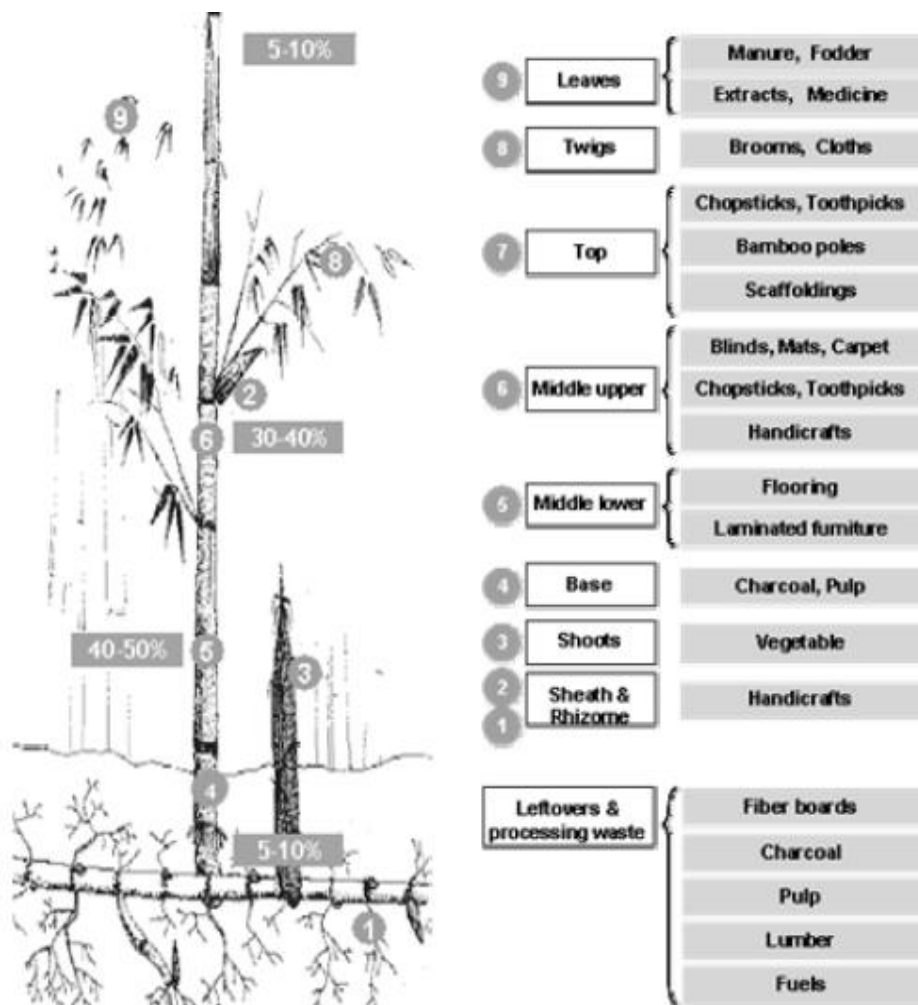 5-10%
9
8
2
6
30-40%
40-50%
5
3
4
5-10%
1
9
Leaves
Manure, Fodder
Extracts, Medicine
8
Twigs
Brooms, Cloths
7
Top
Chopsticks, Toothpicks
Bamboo poles
Scaffoldings
6
Middle upper
Blinds, Mats, Carpet
Chopsticks, Toothpicks
Handicrafts
5
Middle lower
Flooring
Laminated furniture
4
Base
Charcoal, Pulp
3
Shoots
Vegetable
2
1
Sheath &
Rhizome
Handicrafts
Leftovers &
processing waste
Fiber boards
Charcoal
Pulp
Lumber
Fuels